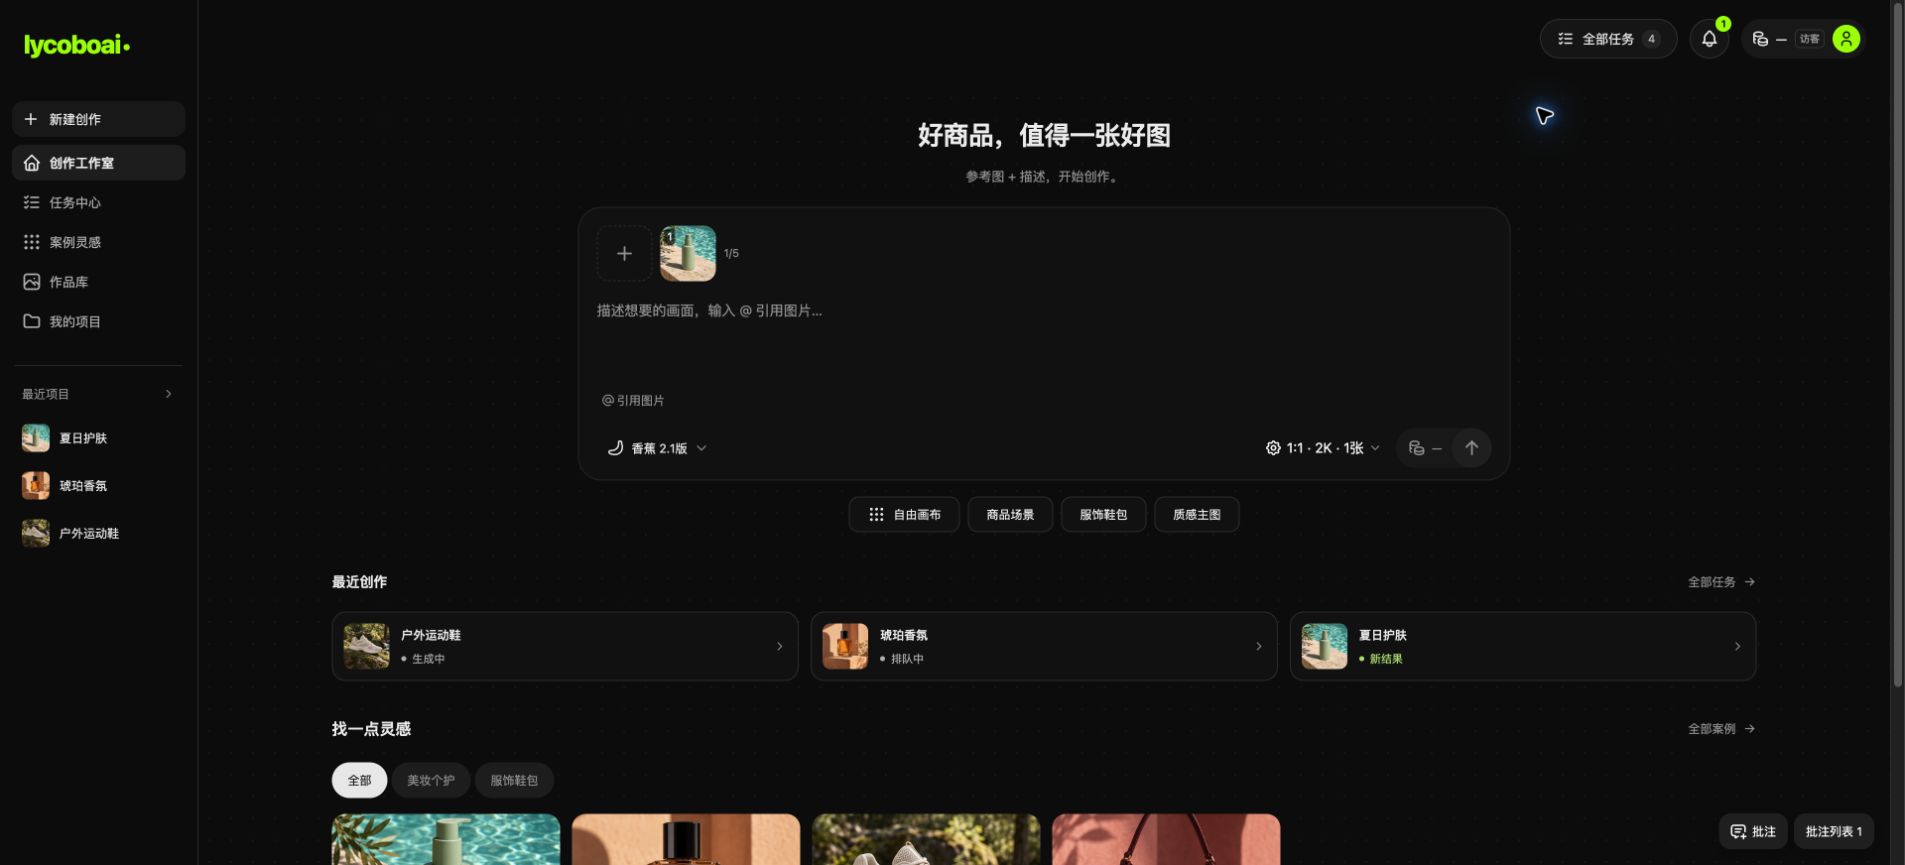 lycoboai
全部任务 4
1
— 访客
新建创作
创作工作室
任务中心
案例灵感
作品库
我的项目
最近项目
夏日护肤
琥珀香氛
户外运动鞋
好商品，值得一张好图
参考图 + 描述，开始创作。
1
1/5
描述想要的画面，输入 @ 引用图片...
@ 引用图片
香蕉 2.1版
1:1 · 2K · 1张
—
自由画布
商品场景
服饰鞋包
质感主图
最近创作
全部任务 →
户外运动鞋
生成中
琥珀香氛
排队中
夏日护肤
新结果
找一点灵感
全部案例 →
全部
美妆个护
服饰鞋包
批注
批注列表 1